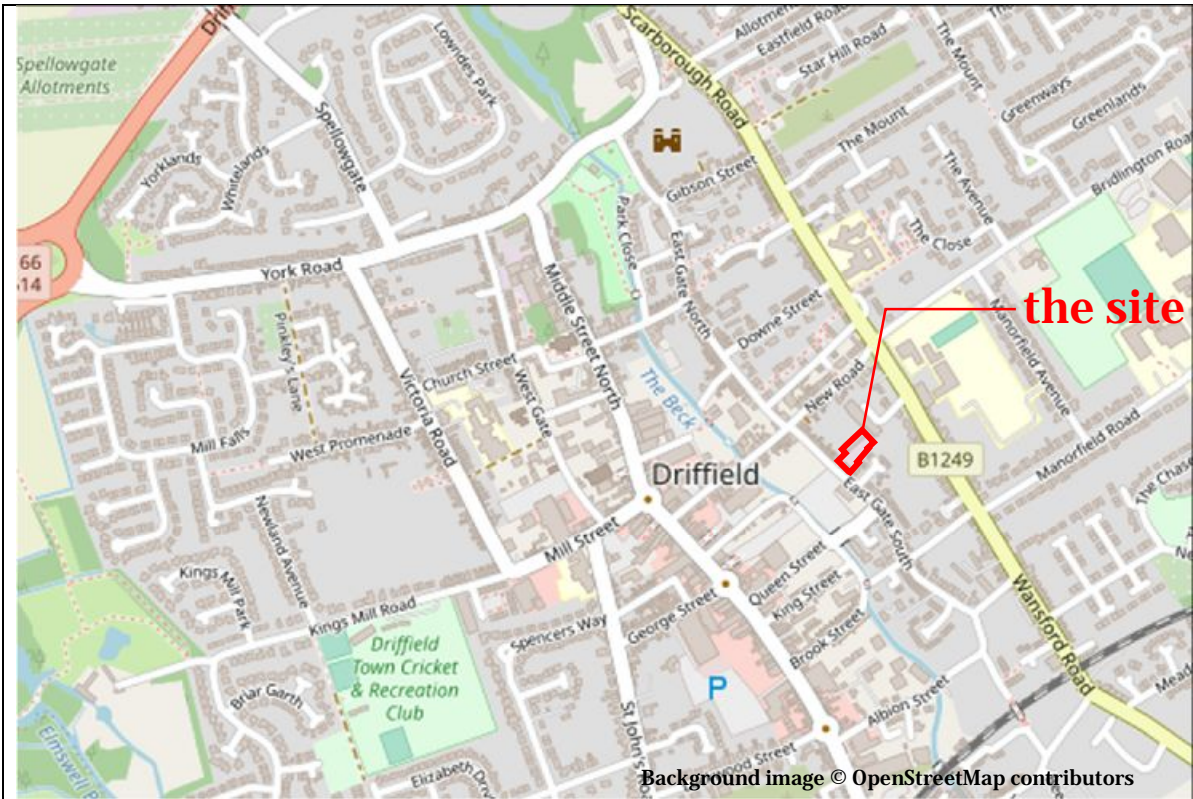 Spellowgate
Allotments
Lowndes Park
Spellowgate
Yorklands
Whitelands
66
14
York Road
Pinkley's Lane
Victoria Road
Mill Falls
West Promenade
Newland Avenue
Kings Mill Park
Kings Mill Road
Briar Garth
Driffield
Town Cricket
& Recreation
Club
Elizabeth
Church Street
West Gate
Middle Street North
Park Close
East Gate North
Gibson Street
Scarborough Road
Eastfield Road
Star Hill Road
The Mount
The Mount
Greenways
Greenlands
The Avenue
The Close
Bridlington Road
Manorfield Avenue
Manorfield Road
The Chase
Downe Street
New Road
the site
The Beck
Driffield
B1249
East Gate South
Wansford Road
Mill Street
Queen Street
King Street
Brook Street
George Street
Spencers Way
St John's
P
Albion Street
Background image © OpenStreetMap contributors